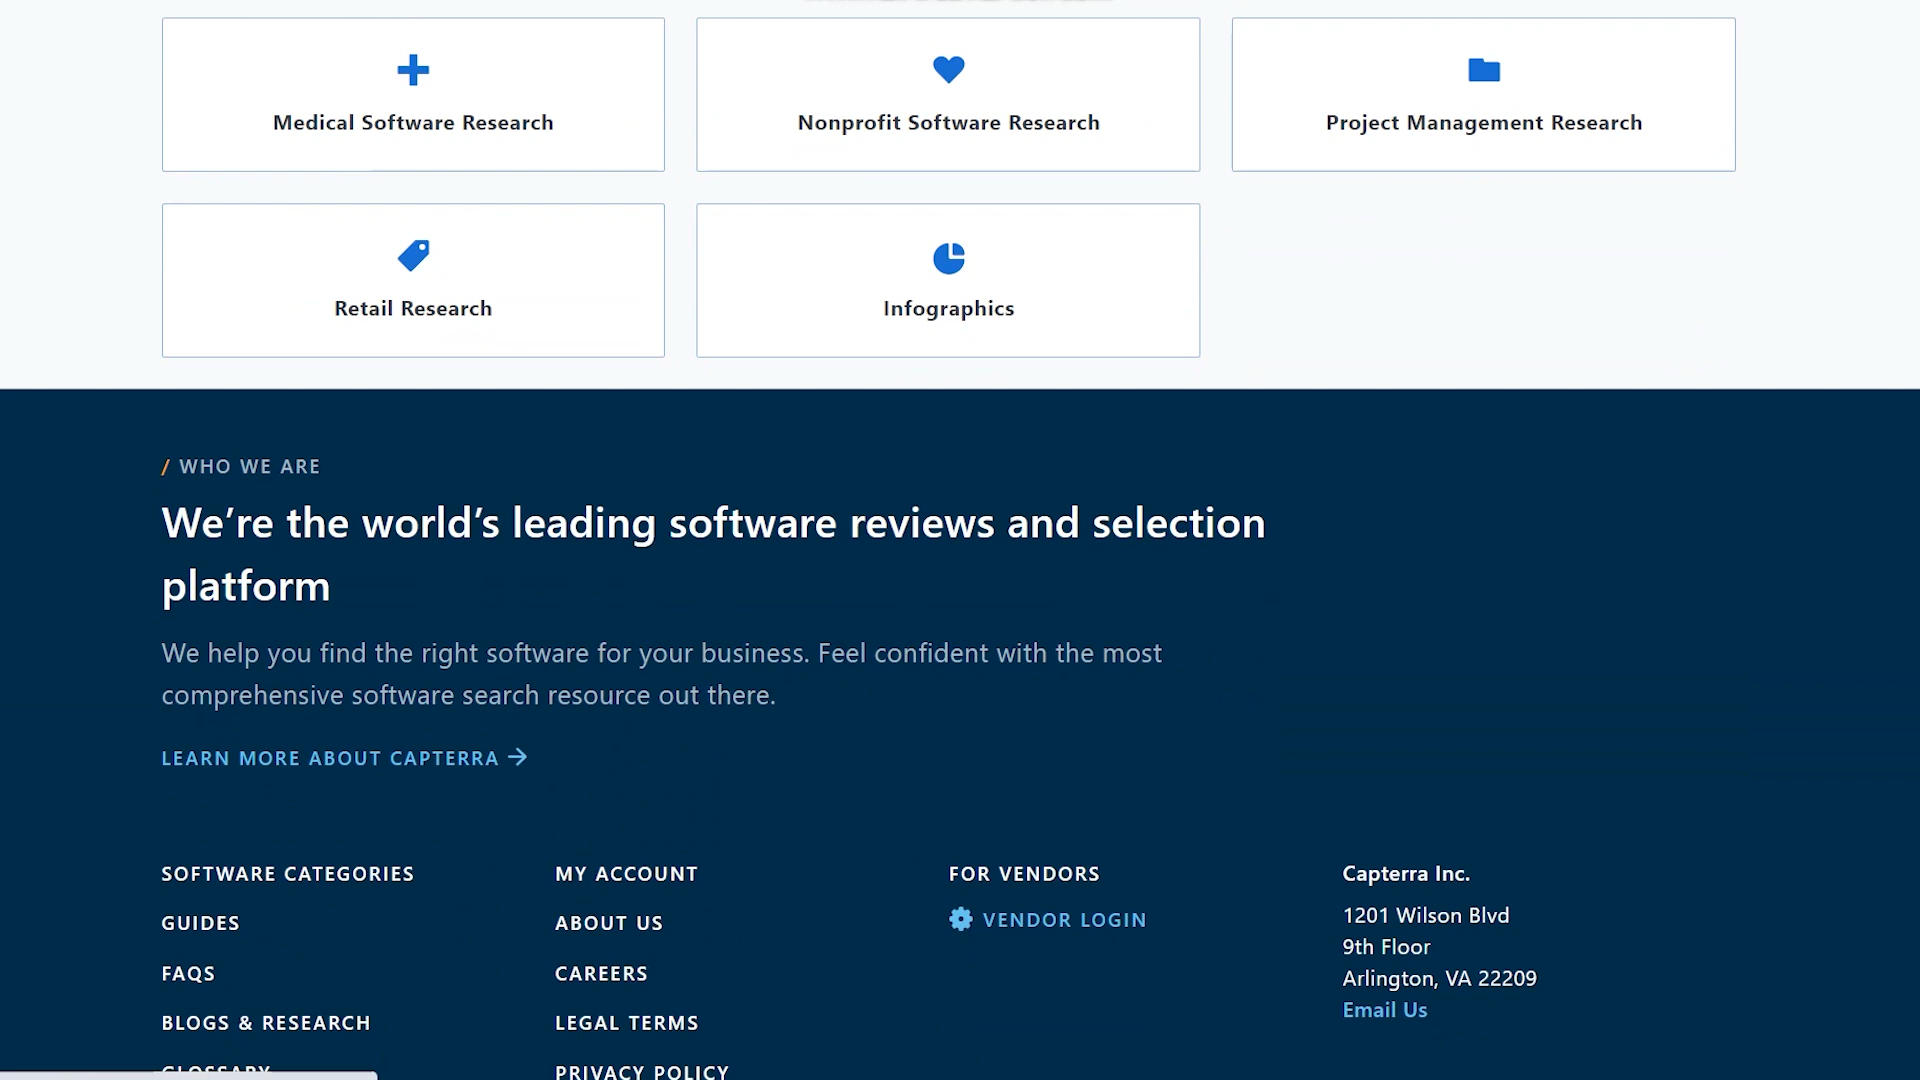 Medical Software Research
Nonprofit Software Research
Project Management Research
Retail Research
Infographics
/ WHO WE ARE
We’re the world’s leading software reviews and selection
platform
We help you find the right software for your business. Feel confident with the most
comprehensive software search resource out there.
LEARN MORE ABOUT CAPTERRA →
SOFTWARE CATEGORIES
GUIDES
FAQS
BLOGS & RESEARCH
GLOSSARY
MY ACCOUNT
ABOUT US
CAREERS
LEGAL TERMS
PRIVACY POLICY
FOR VENDORS
VENDOR LOGIN
Capterra Inc.
1201 Wilson Blvd
9th Floor
Arlington, VA 22209
Email Us